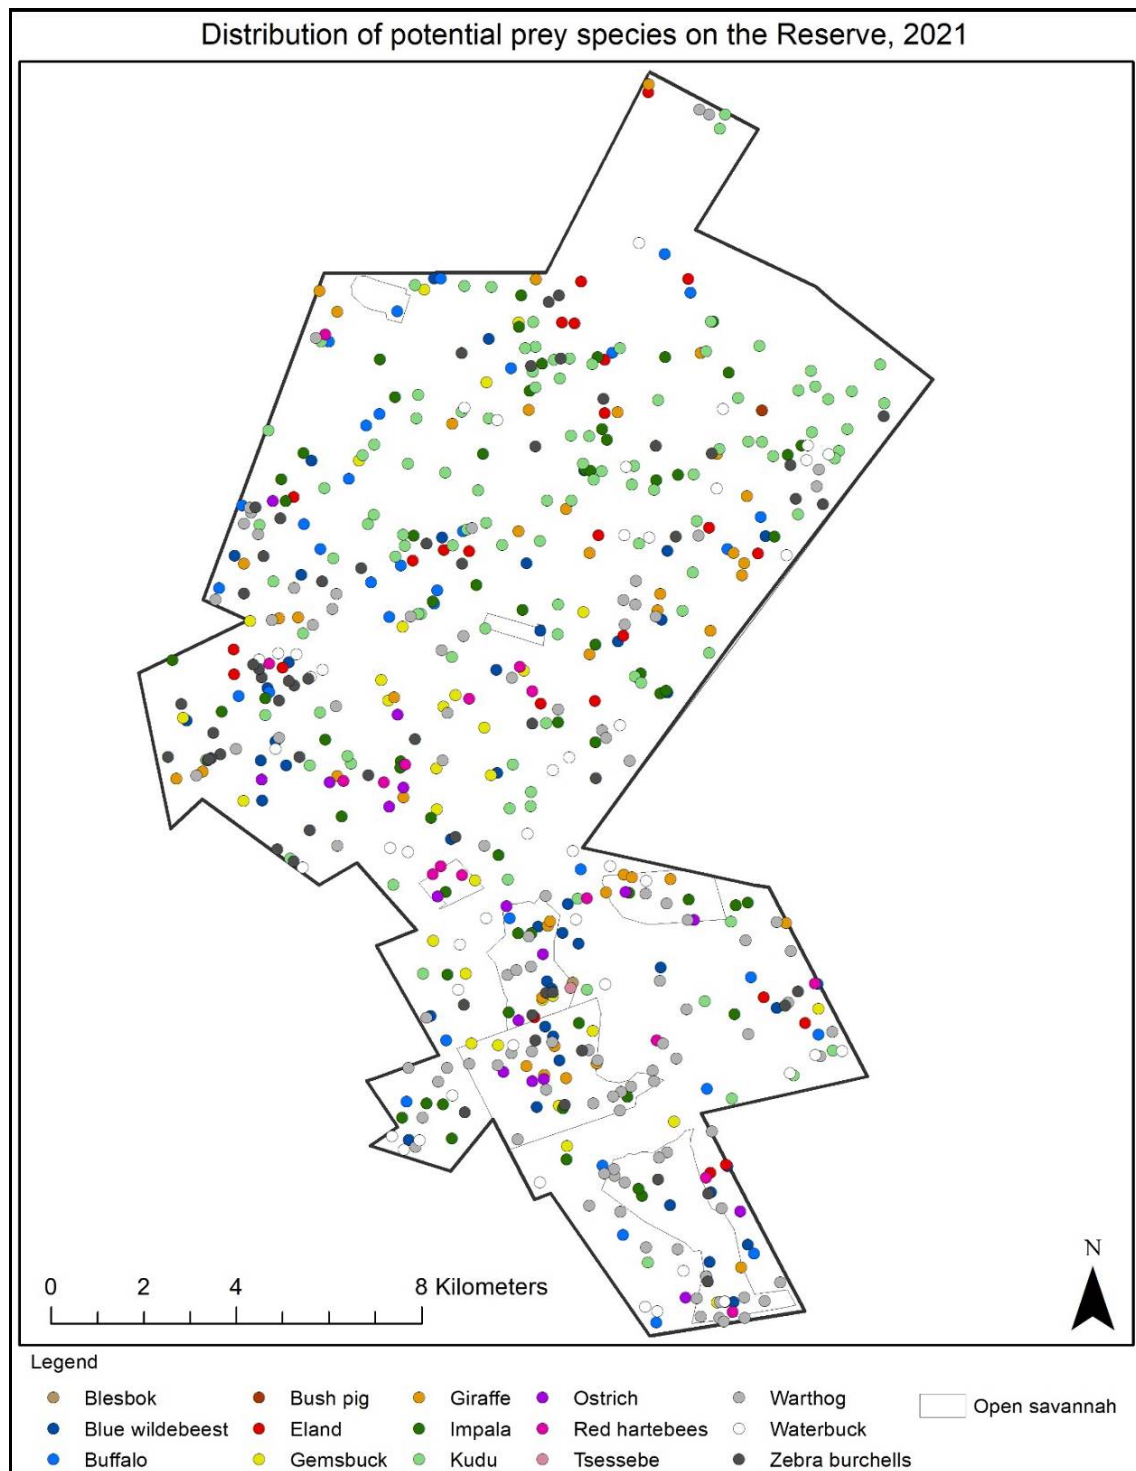 Distribution of potential prey species on the Reserve, 2021
N
0 2 4 8 Kilometers
Legend
Blesbok Bush pig Giraffe Ostrich Warthog Open savannah
Blue wildebeest Eland Impala Red hartebees Waterbuck
Buffalo Gemsbuck Kudu Tsessebe Zebra burchells